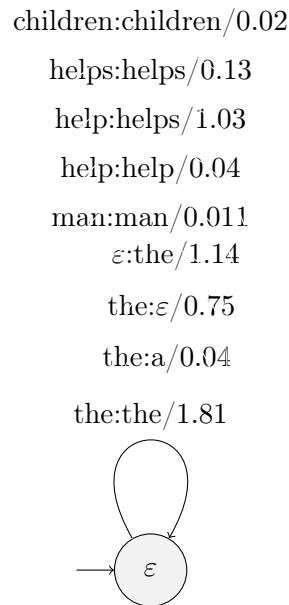 children:children/0.02
helps:helps/0.13
help:helps/1.03
help:help/0.04
man:man/0.011
ε:the/1.14
the:ε/0.75
the:a/0.04
the:the/1.81
ε